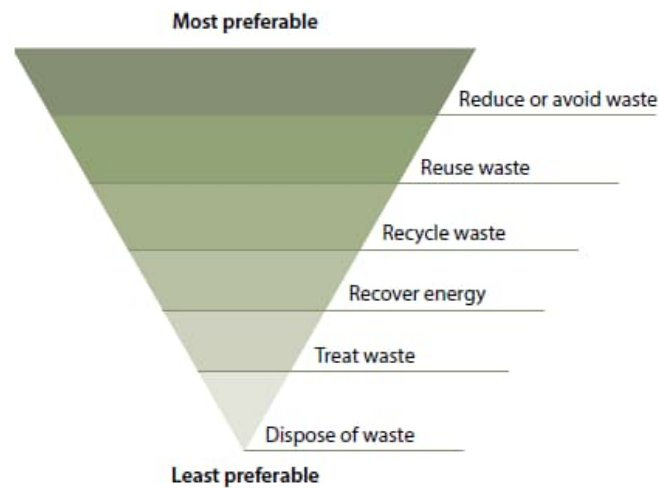 Most preferable
Reduce or avoid waste
Reuse waste
Recycle waste
Recover energy
Treat waste
Dispose of waste
Least preferable